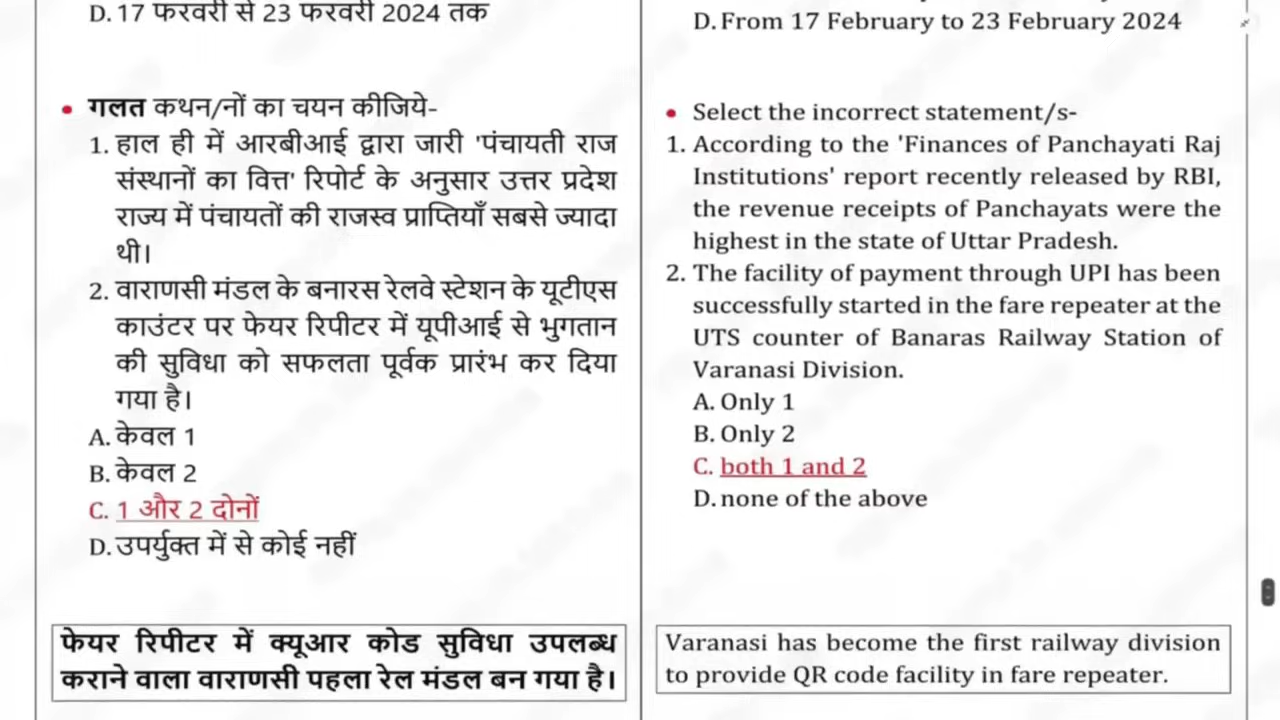 D. 17 फरवरी से 23 फरवरी 2024 तक
• गलत कथन/नों का चयन कीजिये-
1. हाल ही में आरबीआई द्वारा जारी 'पंचायती राज
संस्थानों का वित्त' रिपोर्ट के अनुसार उत्तर प्रदेश
राज्य में पंचायतों की राजस्व प्राप्तियाँ सबसे ज्यादा
थी।
2. वाराणसी मंडल के बनारस रेलवे स्टेशन के यूटीएस
काउंटर पर फेयर रिपीटर में यूपीआई से भुगतान
की सुविधा को सफलता पूर्वक प्रारंभ कर दिया
गया है।
A. केवल 1
B. केवल 2
C. 1 और 2 दोनों
D. उपर्युक्त में से कोई नहीं
फेयर रिपीटर में क्यूआर कोड सुविधा उपलब्ध
कराने वाला वाराणसी पहला रेल मंडल बन गया है।
D. From 17 February to 23 February 2024
• Select the incorrect statement/s-
1. According to the 'Finances of Panchayati Raj
Institutions' report recently released by RBI,
the revenue receipts of Panchayats were the
highest in the state of Uttar Pradesh.
2. The facility of payment through UPI has been
successfully started in the fare repeater at the
UTS counter of Banaras Railway Station of
Varanasi Division.
A. Only 1
B. Only 2
C. both 1 and 2
D. none of the above
Varanasi has become the first railway division
to provide QR code facility in fare repeater.